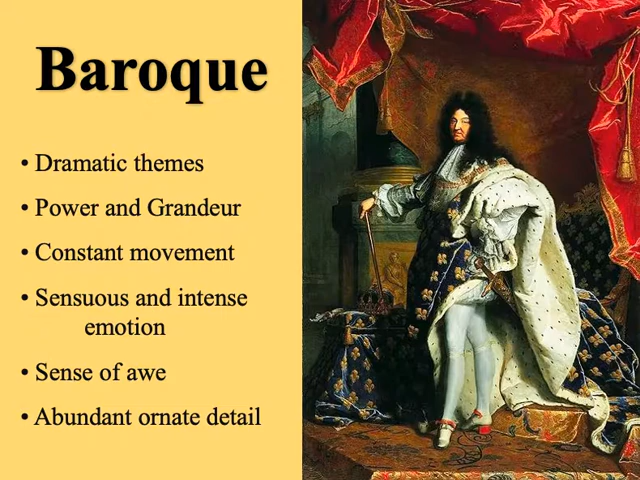 Baroque
• Dramatic themes
• Power and Grandeur
• Constant movement
• Sensuous and intense
emotion
• Sense of awe
• Abundant ornate detail